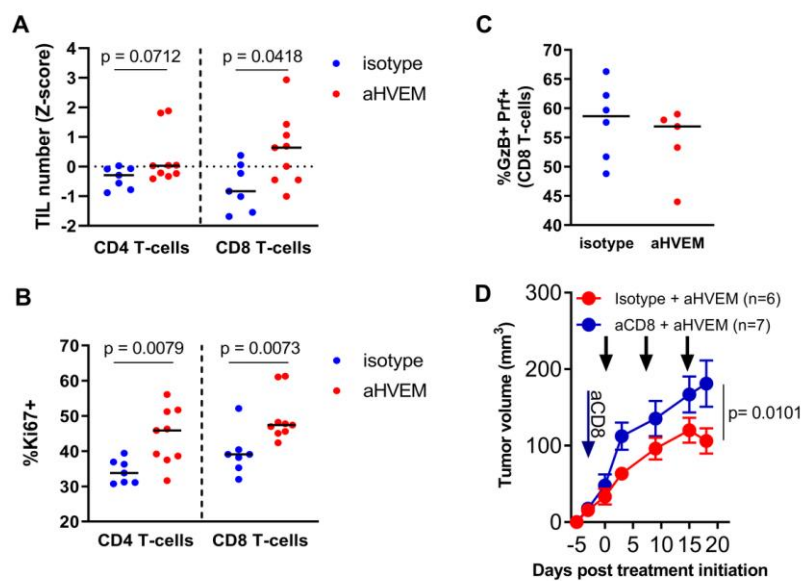 A
p = 0.0712
p = 0.0418
isotype
aHVEM
TIL number (Z-score)
4
3
2
1
0
-1
-2
CD4 T-cells
CD8 T-cells
B
p = 0.0079
p = 0.0073
isotype
aHVEM
%Ki67+
70
60
50
40
30
20
CD4 T-cells
CD8 T-cells
C
%GzB+ Prf+
(CD8 T-cells)
75
70
65
60
55
50
45
40
isotype
aHVEM
D
Isotype + aHVEM (n=6)
aCD8 + aHVEM (n=7)
Tumor volume (mm³)
300
200
100
0
aCD8
p= 0.0101
-5 0 5 10 15 20
Days post treatment initiation